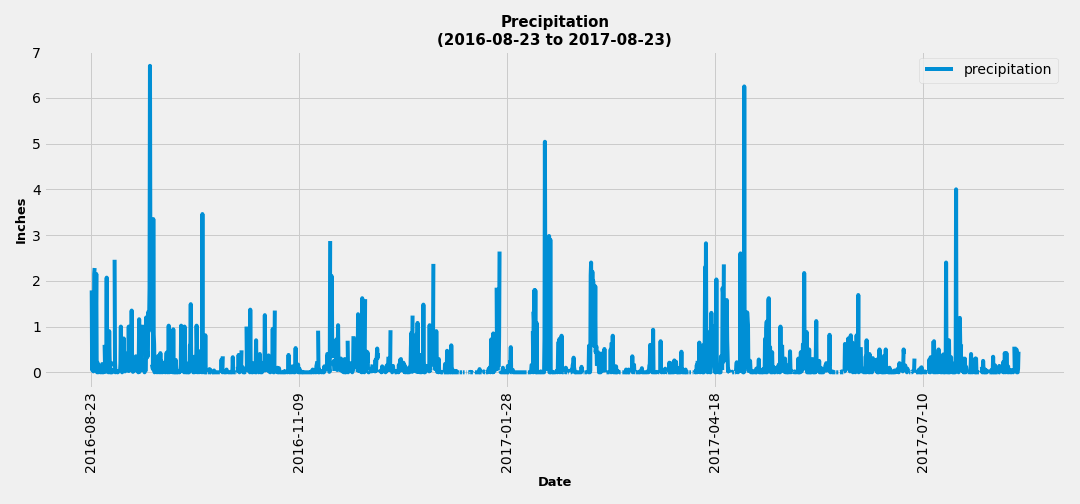 Precipitation
(2016-08-23 to 2017-08-23)
precipitation
7
6
5
4
3
2
1
0
Inches
2016-08-23
2016-11-09
2017-01-28
2017-04-18
2017-07-10
Date